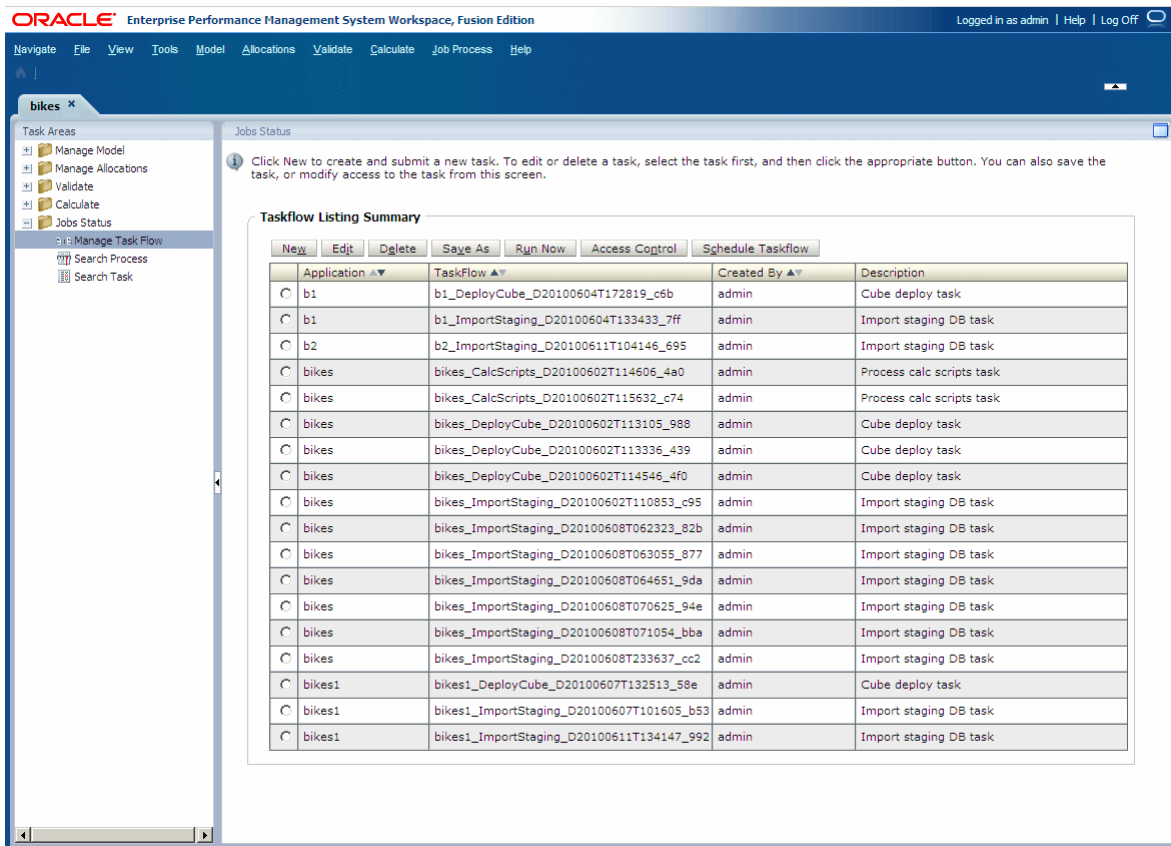 ORACLE Enterprise Performance Management System Workspace, Fusion Edition
Logged in as admin | Help | Log Off
Navigate File View Tools Model Allocations Validate Calculate Job Process Help
bikes
Task Areas
Manage Model
Manage Allocations
Validate
Calculate
Jobs Status
Manage Task Flow
Search Process
Search Task
Jobs Status
Click New to create and submit a new task. To edit or delete a task, select the task first, and then click the appropriate button. You can also save the
task, or modify access to the task from this screen.
Taskflow Listing Summary
New Edit Delete Save As Run Now Access Control Schedule Taskflow
Application TaskFlow Created By Description
b1 b1_DeployCube_D20100604T172819_c6b admin Cube deploy task
b1 b1_ImportStaging_D20100604T133433_7ff admin Import staging DB task
b2 b2_ImportStaging_D20100611T104146_695 admin Import staging DB task
bikes bikes_CalcScripts_D20100602T114606_4a0 admin Process calc scripts task
bikes bikes_CalcScripts_D20100602T115632_c74 admin Process calc scripts task
bikes bikes_DeployCube_D20100602T113105_988 admin Cube deploy task
bikes bikes_DeployCube_D20100602T113336_439 admin Cube deploy task
bikes bikes_DeployCube_D20100602T114546_4f0 admin Cube deploy task
bikes bikes_ImportStaging_D20100602T110853_c95 admin Import staging DB task
bikes bikes_ImportStaging_D20100608T062323_82b admin Import staging DB task
bikes bikes_ImportStaging_D20100608T063055_877 admin Import staging DB task
bikes bikes_ImportStaging_D20100608T064651_9da admin Import staging DB task
bikes bikes_ImportStaging_D20100608T070625_94e admin Import staging DB task
bikes bikes_ImportStaging_D20100608T071054_bba admin Import staging DB task
bikes bikes_ImportStaging_D20100608T233637_cc2 admin Import staging DB task
bikes1 bikes1_DeployCube_D20100607T132513_58e admin Cube deploy task
bikes1 bikes1_ImportStaging_D20100607T101605_b53 admin Import staging DB task
bikes1 bikes1_ImportStaging_D20100611T134147_992 admin Import staging DB task